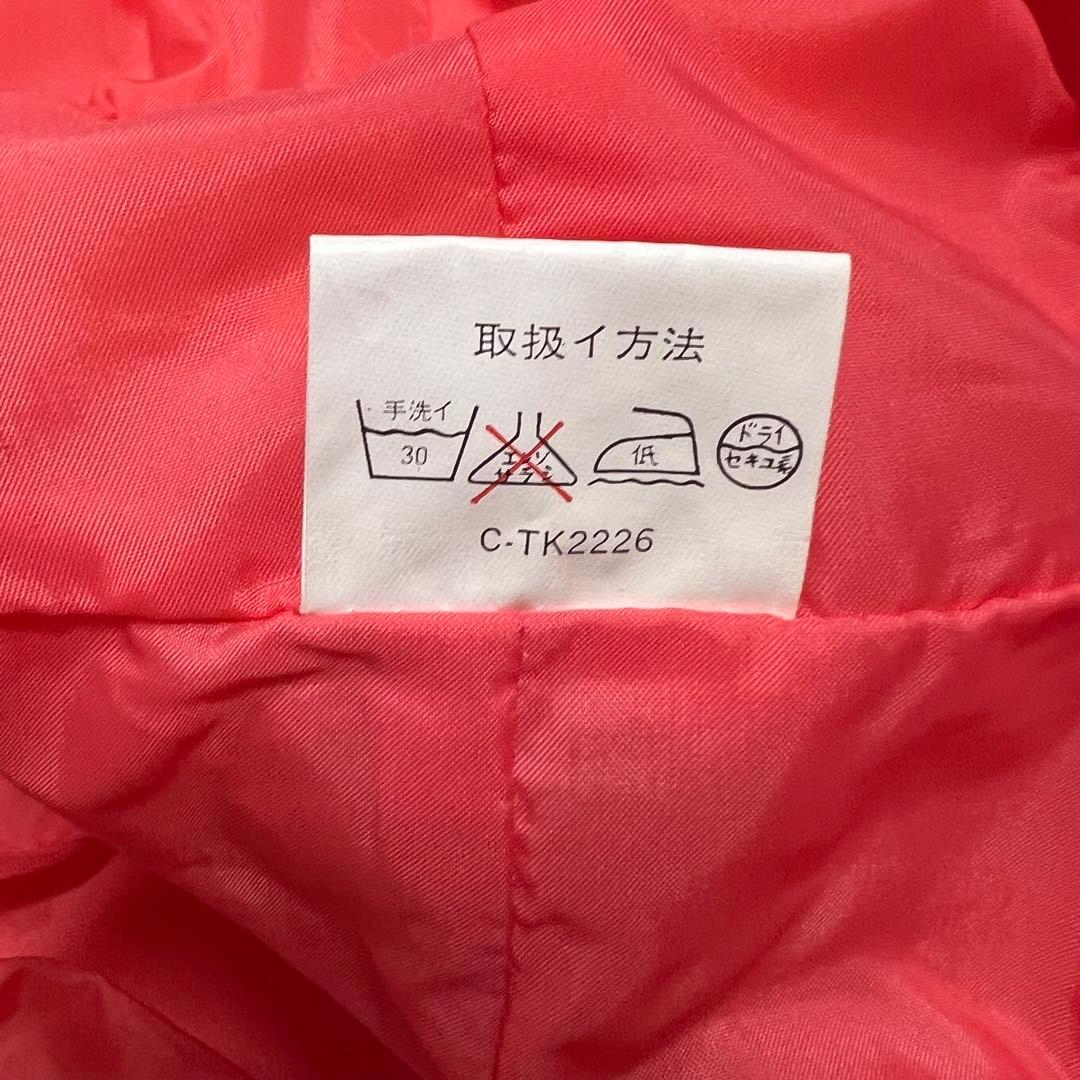 取扱イ方法
手洗イ
30
エンソ
サラシ
低
ドライ
セキユ系
C-TK2226